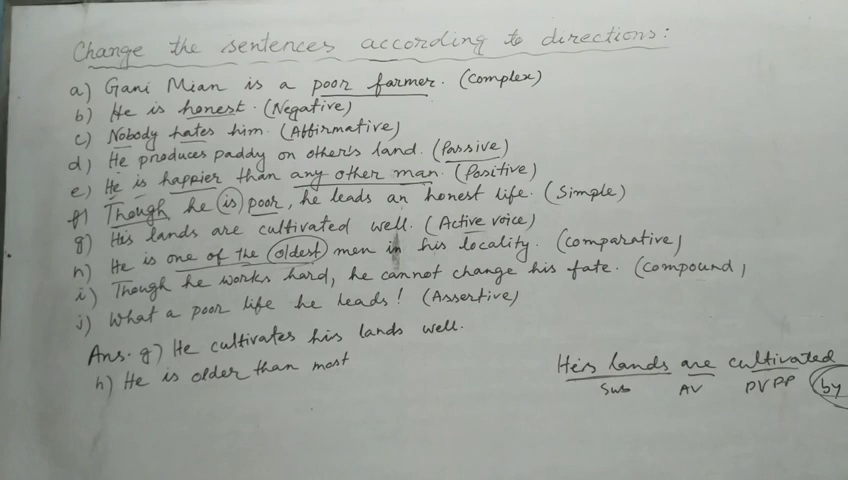 Change the sentences according to directions:
a) Gani Mian is a poor farmer. (Complex)
b) He is honest. (Negative)
c) Nobody hates him. (Affirmative)
d) He produces paddy on other's land. (Passive)
e) He is happier than any other man. (Positive)
f) Though he is poor, he leads an honest life. (Simple)
g) His lands are cultivated well. (Active voice)
h) He is one of the oldest men in his locality. (Comparative)
i) Though he works hard, he cannot change his fate. (Compound)
j) What a poor life he leads! (Assertive)
Ans. g) He cultivates his lands well.
h) He is older than most
His lands are cultivated
Sub AV PVPP by